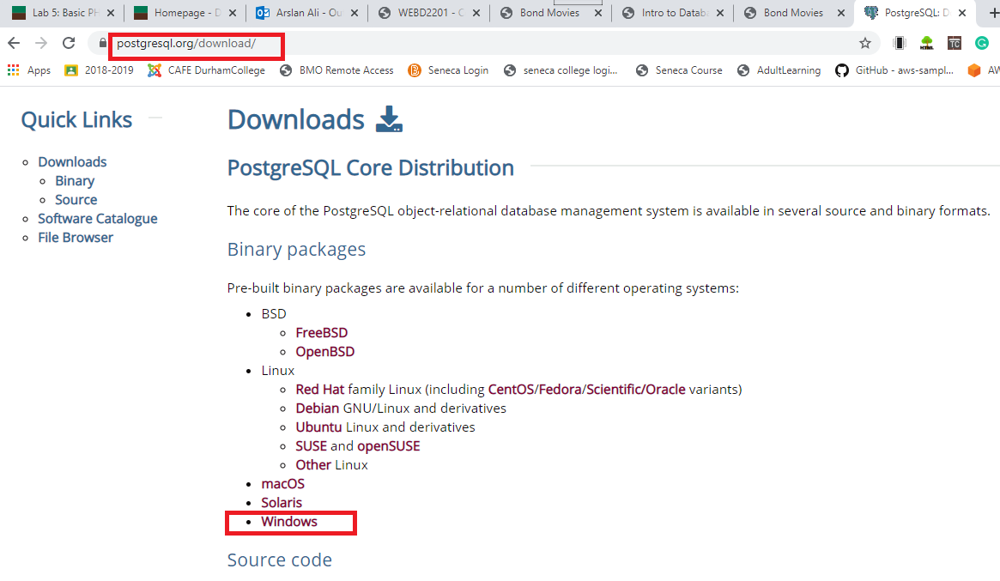 Lab 5: Basic PH
Homepage - D
Arslan Ali - Ou
WEBD2201 - C
Bond Movies
Intro to Datab
Bond Movies
PostgreSQL: D
postgresql.org/download/
Apps
2018-2019
CAFE DurhamCollege
BMO Remote Access
Seneca Login
seneca college logi...
Seneca Course
AdultLearning
GitHub - aws-sampl...
AW
Quick Links
Downloads
Binary
Source
Software Catalogue
File Browser
Downloads
PostgreSQL Core Distribution
The core of the PostgreSQL object-relational database management system is available in several source and binary formats.
Binary packages
Pre-built binary packages are available for a number of different operating systems:
BSD
FreeBSD
OpenBSD
Linux
Red Hat family Linux (including CentOS/Fedora/Scientific/Oracle variants)
Debian GNU/Linux and derivatives
Ubuntu Linux and derivatives
SUSE and openSUSE
Other Linux
macOS
Solaris
Windows
Source code